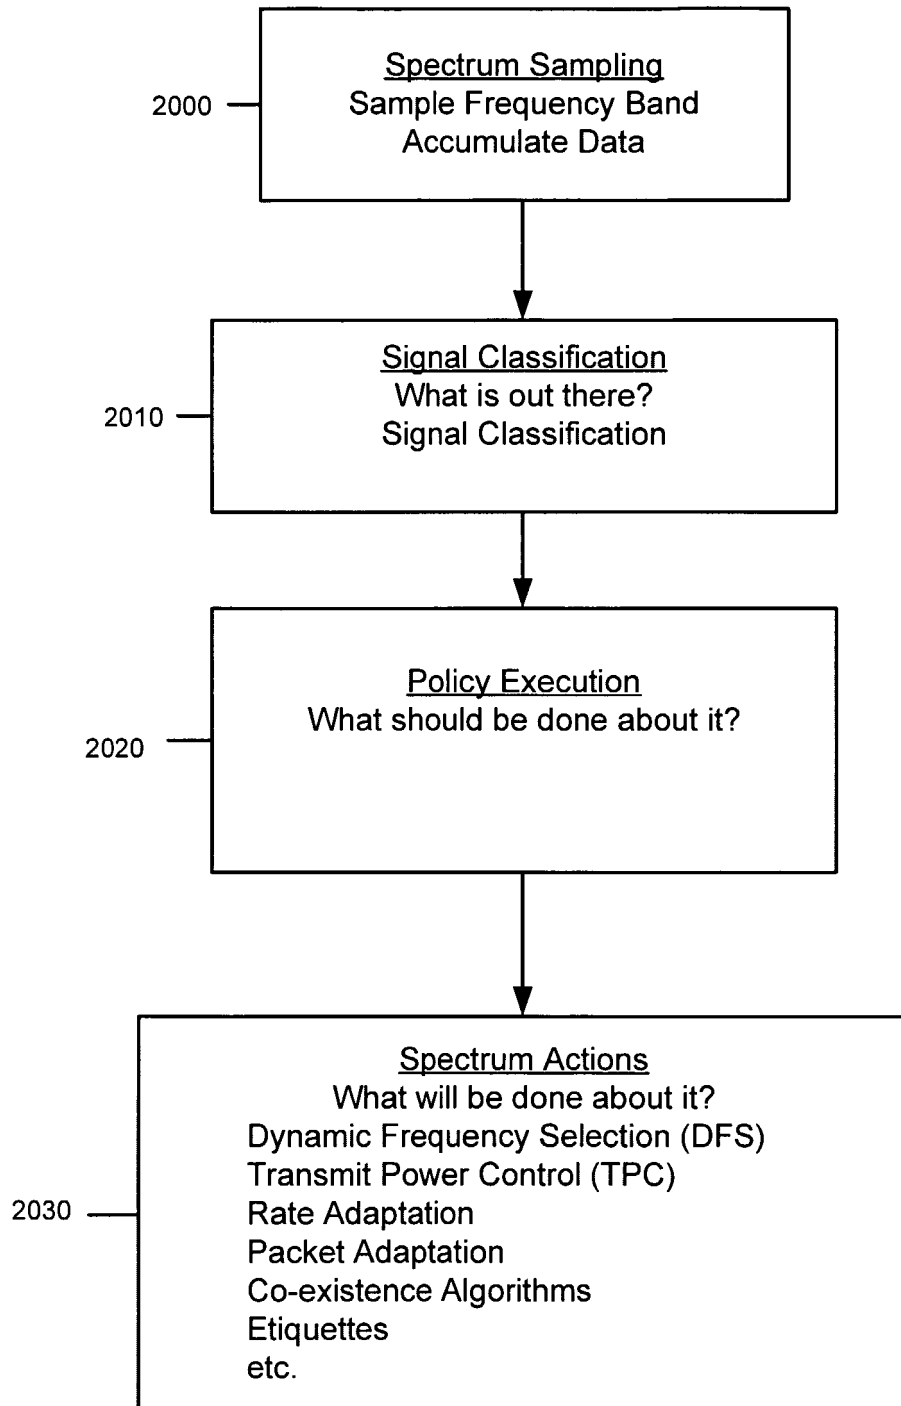 Spectrum Sampling
Sample Frequency Band
Accumulate Data
2000
Signal Classification
What is out there?
Signal Classification
2010
Policy Execution
What should be done about it?
2020
Spectrum Actions
What will be done about it?
Dynamic Frequency Selection (DFS)
Transmit Power Control (TPC)
Rate Adaptation
Packet Adaptation
Co-existence Algorithms
Etiquettes
etc.
2030